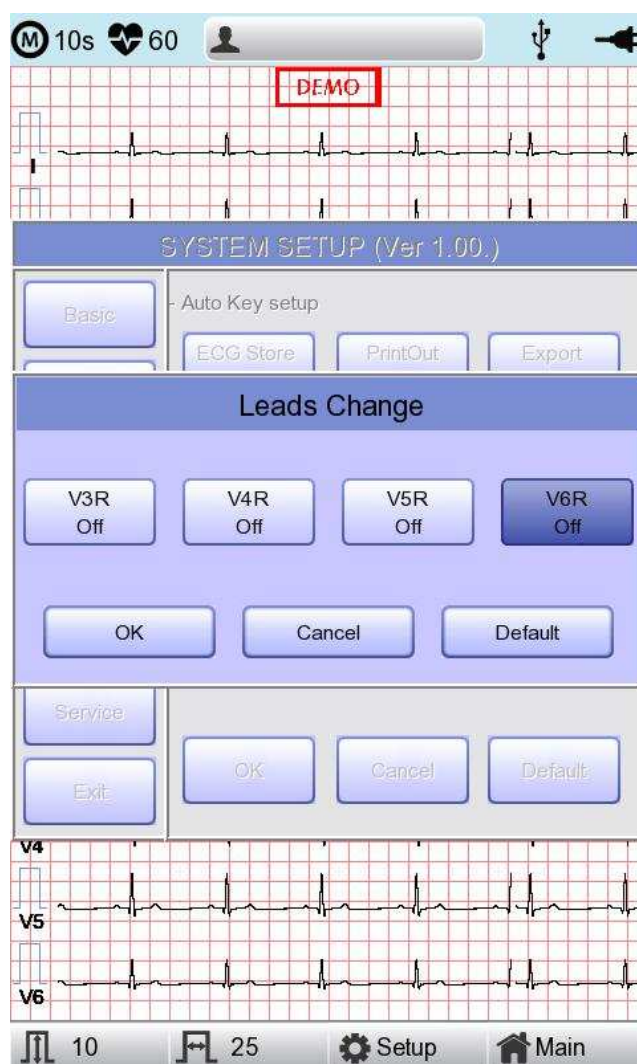 M 10s 60
DEMO
I
SYSTEM SETUP (Ver 1.00.)
Basic
- Auto Key setup
ECG Store PrintOut Export
Leads Change
V3R Off
V4R Off
V5R Off
V6R Off
OK Cancel Default
Service
Exit
OK Cancel Default
V4
V5
V6
10 25 Setup Main